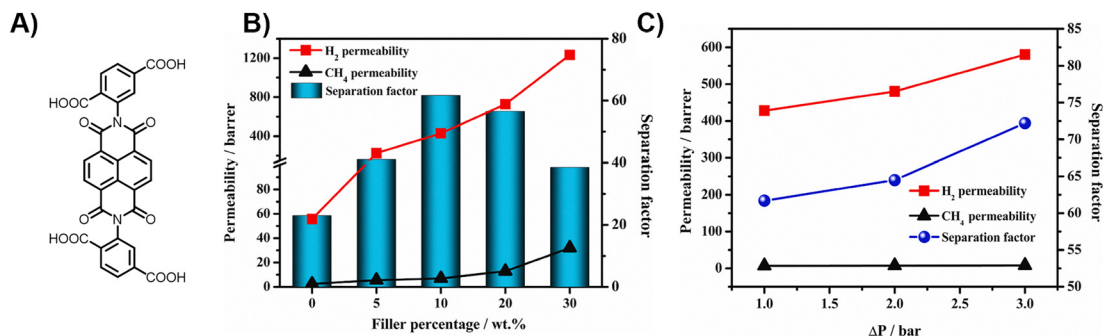 A)
COOH
HOOC
O
N
O
O
N
O
HOOC
COOH
B)
H2 permeability
CH4 permeability
Separation factor
Permeability / barrer
1200
800
400
80
60
40
20
0
80
60
40
20
0
Separation factor
0 5 10 20 30
Filler percentage / wt.%
C)
Permeability / barrer
600
500
400
300
200
100
0
H2 permeability
CH4 permeability
Separation factor
85
80
75
70
65
60
55
50
Separation factor
1.0 1.5 2.0 2.5 3.0
ΔP / bar